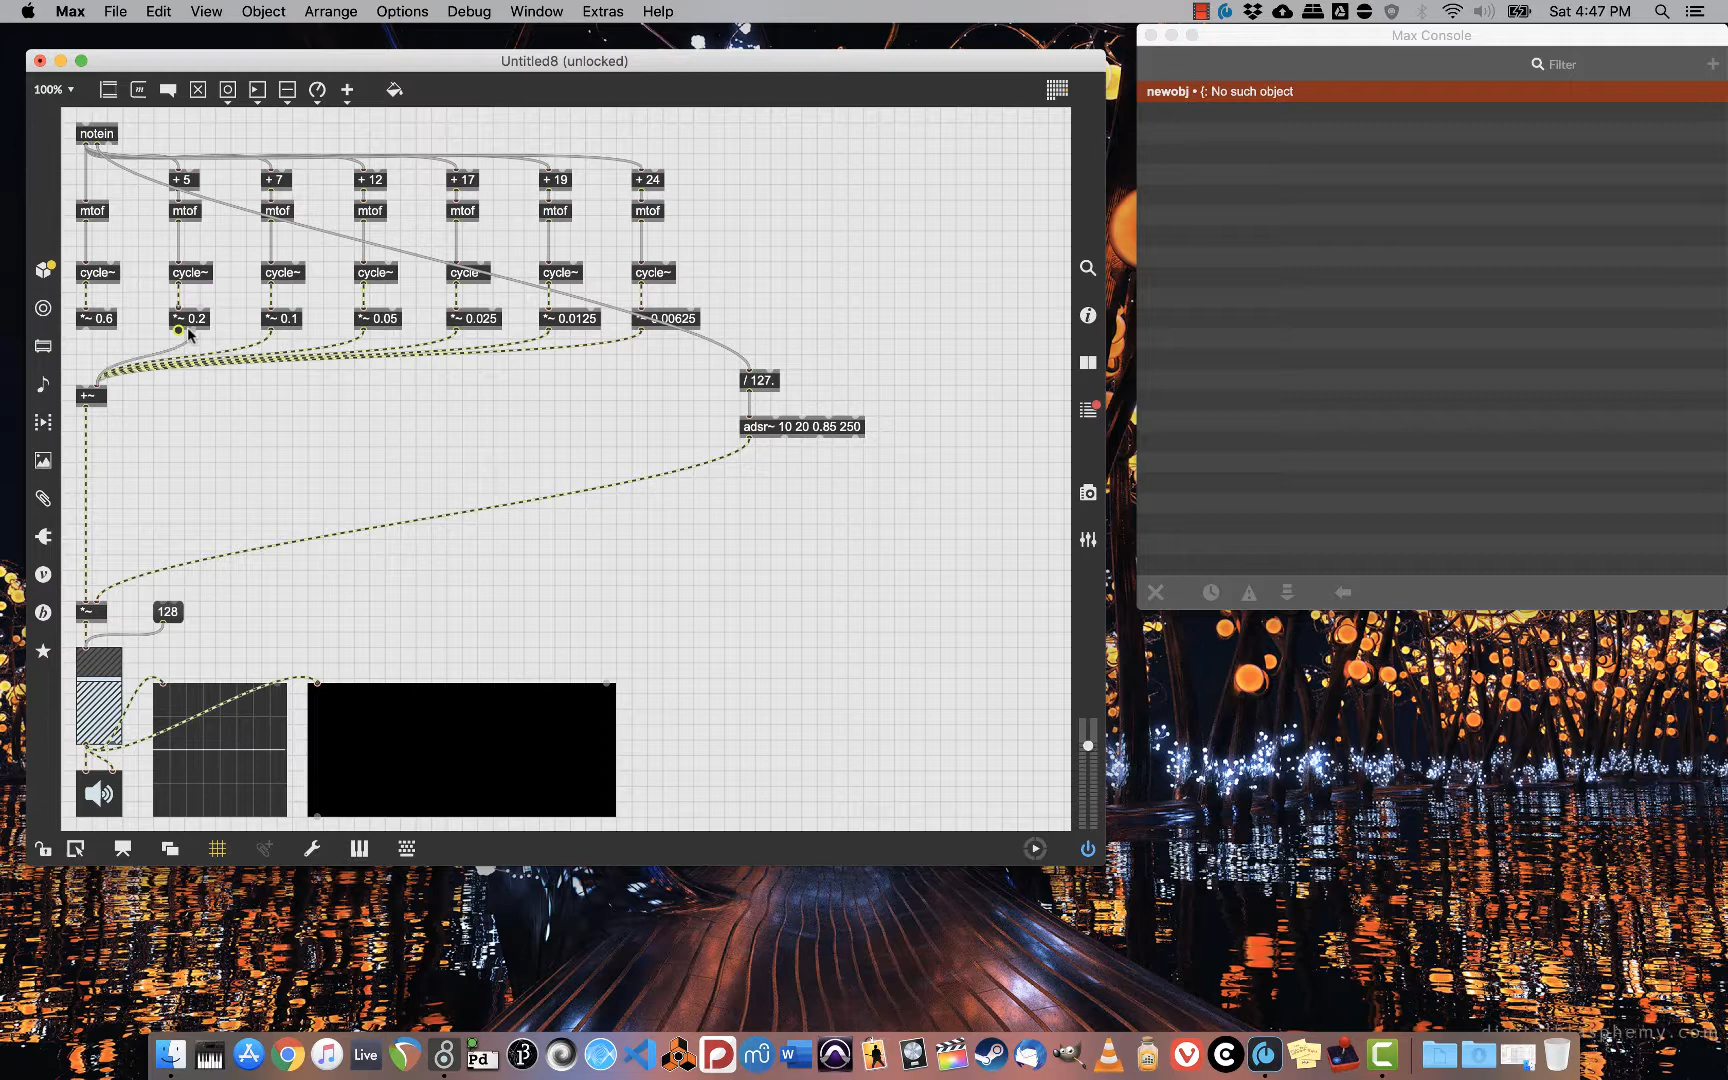 Max File Edit View Object Arrange Options Debug Window Extras Help
Sat 4:47 PM
Untitled8 (unlocked)
Max Console
100%
m
Filter
newobj • {: No such object
notein
+ 5
+ 7
+ 12
+ 17
+ 19
+ 24
mtof
mtof
mtof
mtof
mtof
mtof
mtof
cycle~
cycle~
cycle~
cycle~
cycle~
cycle~
cycle~
*~ 0.6
*~ 0.2
*~ 0.1
*~ 0.05
*~ 0.025
*~ 0.0125
*~ 0.00625
+~
/ 127.
adsr~ 10 20 0.85 250
*~
128
Live
Pd